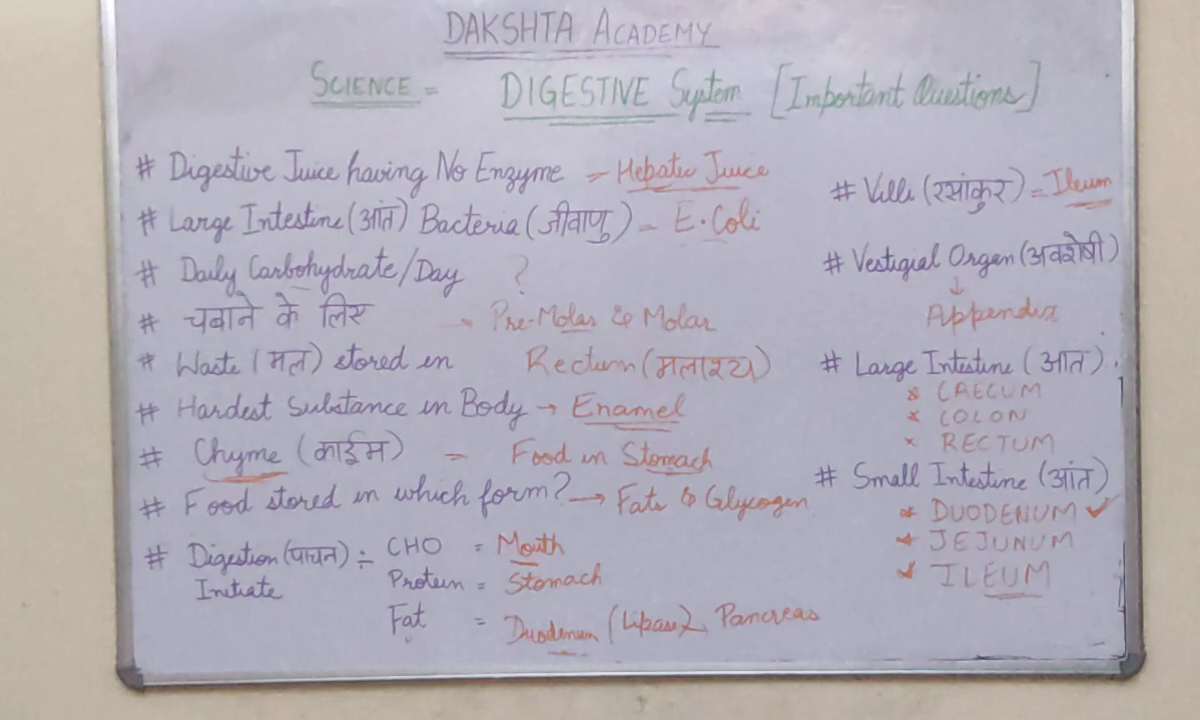 DAKSHTA ACADEMY
SCIENCE = DIGESTIVE System [Important Questions]
# Digestive Juice having No Enzyme - Hepatic Juice
# Large Intestine (आंत) Bacteria (जीवाणु) - E. Coli
# Daily Carbohydrate/Day ?
# चबाने के लिए - Pre-Molar & Molar
# Waste (मल) stored in Rectum (मलाश्य)
# Hardest Substance in Body → Enamel
# Chyme (काईम) = Food in Stomach
# Food stored in which form? → Fats & Glycogen
# Digestion (पाचन) ÷ CHO = Mouth
Initiate Protein = Stomach
Fat = Duodenum (Lipase) Pancreas
# Villi (रसांकुर) = Ileum
# Vestigial Organ (अवशेषी)
↓
Appendix
# Large Intestine (आंत).
* CAECUM
* COLON
* RECTUM
# Small Intestine (आंत)
* DUODENUM ✓
* JEJUNUM
* ILEUM